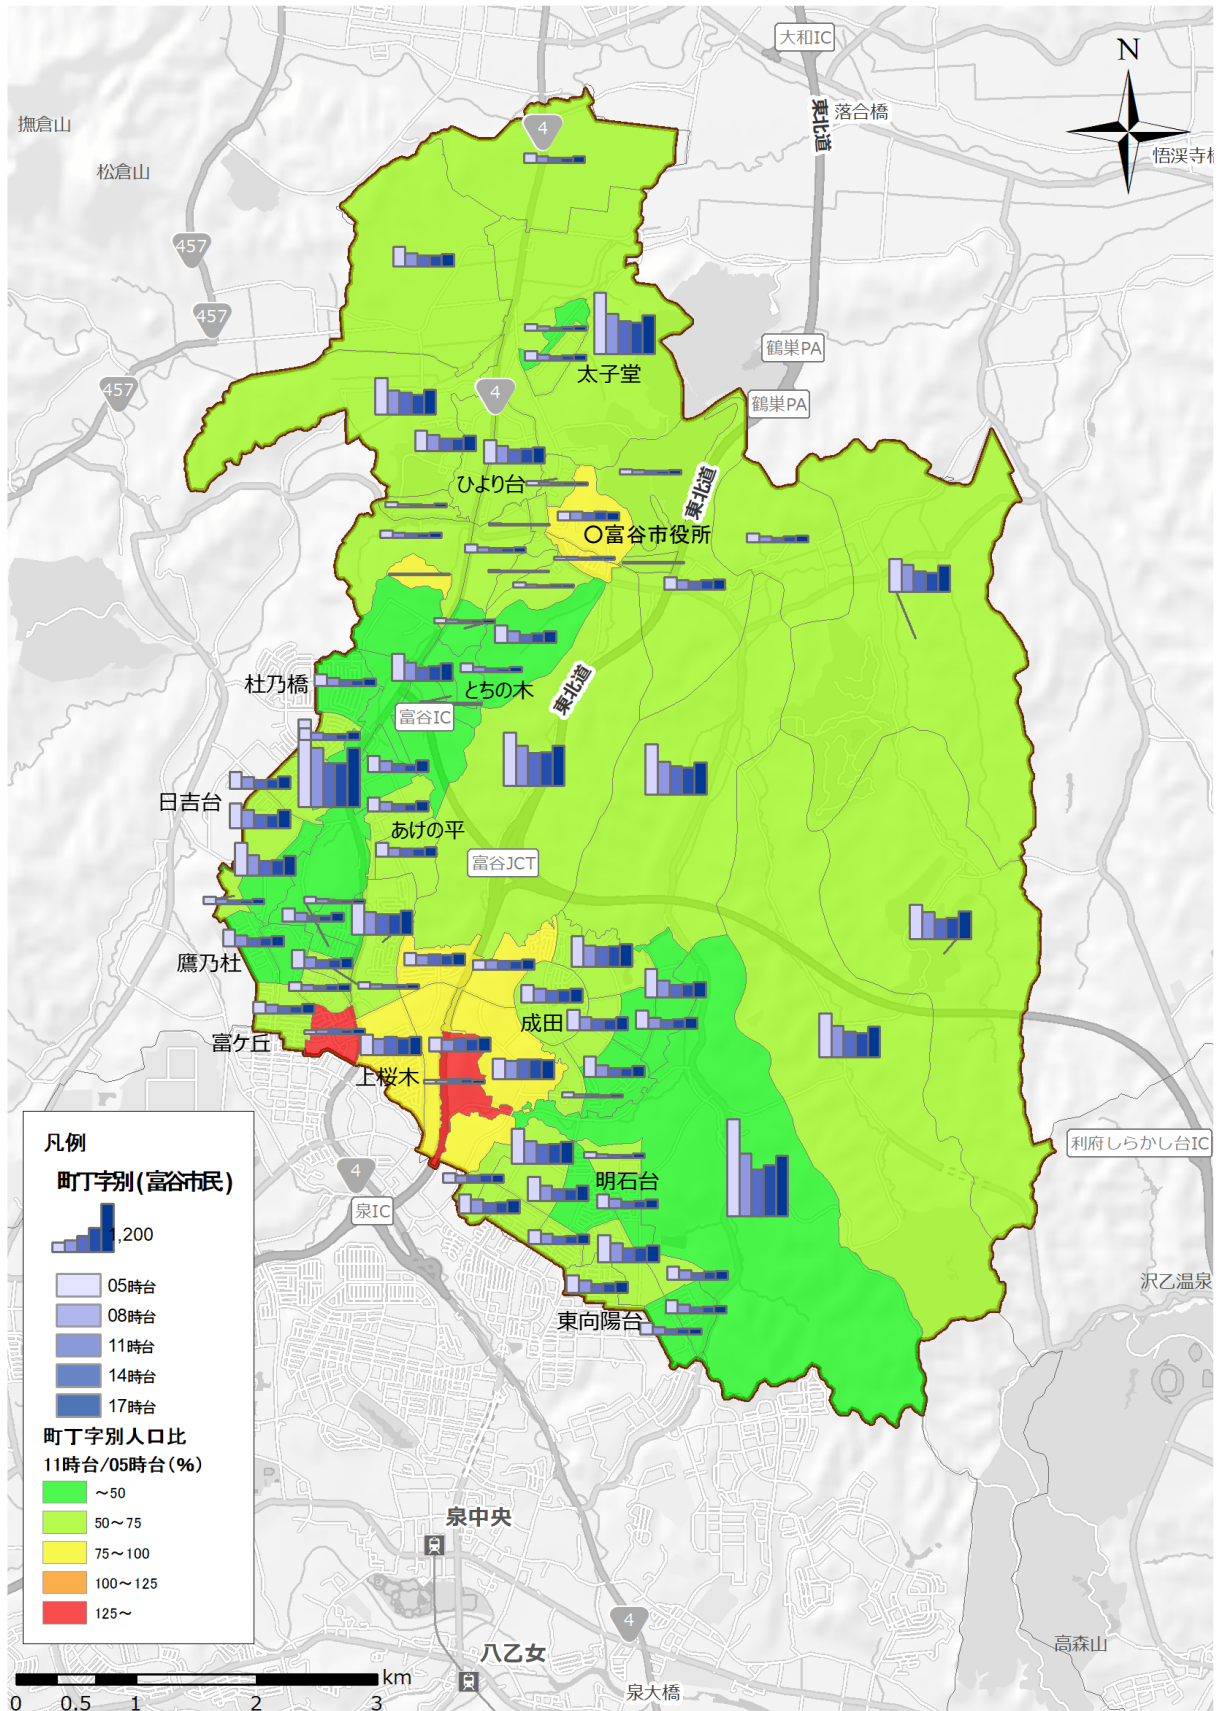 大和IC
N
東北道
落合橋
撫倉山
4
悟渓寺
松倉山
457
457
鶴巣PA
太子堂
457
4
鶴巣PA
ひより台
東北道
〇富谷市役所
杜乃橋
とちの木
東北道
富谷IC
日吉台
あけの平
富谷JCT
鷹乃杜
成田
富ケ丘
上桜木
凡例
町丁字別(富谷市民)
1,200
05時台
08時台
11時台
14時台
17時台
町丁字別人口比
11時台/05時台(%)
～50
50～75
75～100
100～125
125～
利府しらかし台IC
4
泉IC
明石台
沢乙温泉
東向陽台
泉中央
4
高森山
八乙女
泉大橋
km
0 0.5 1 2 3